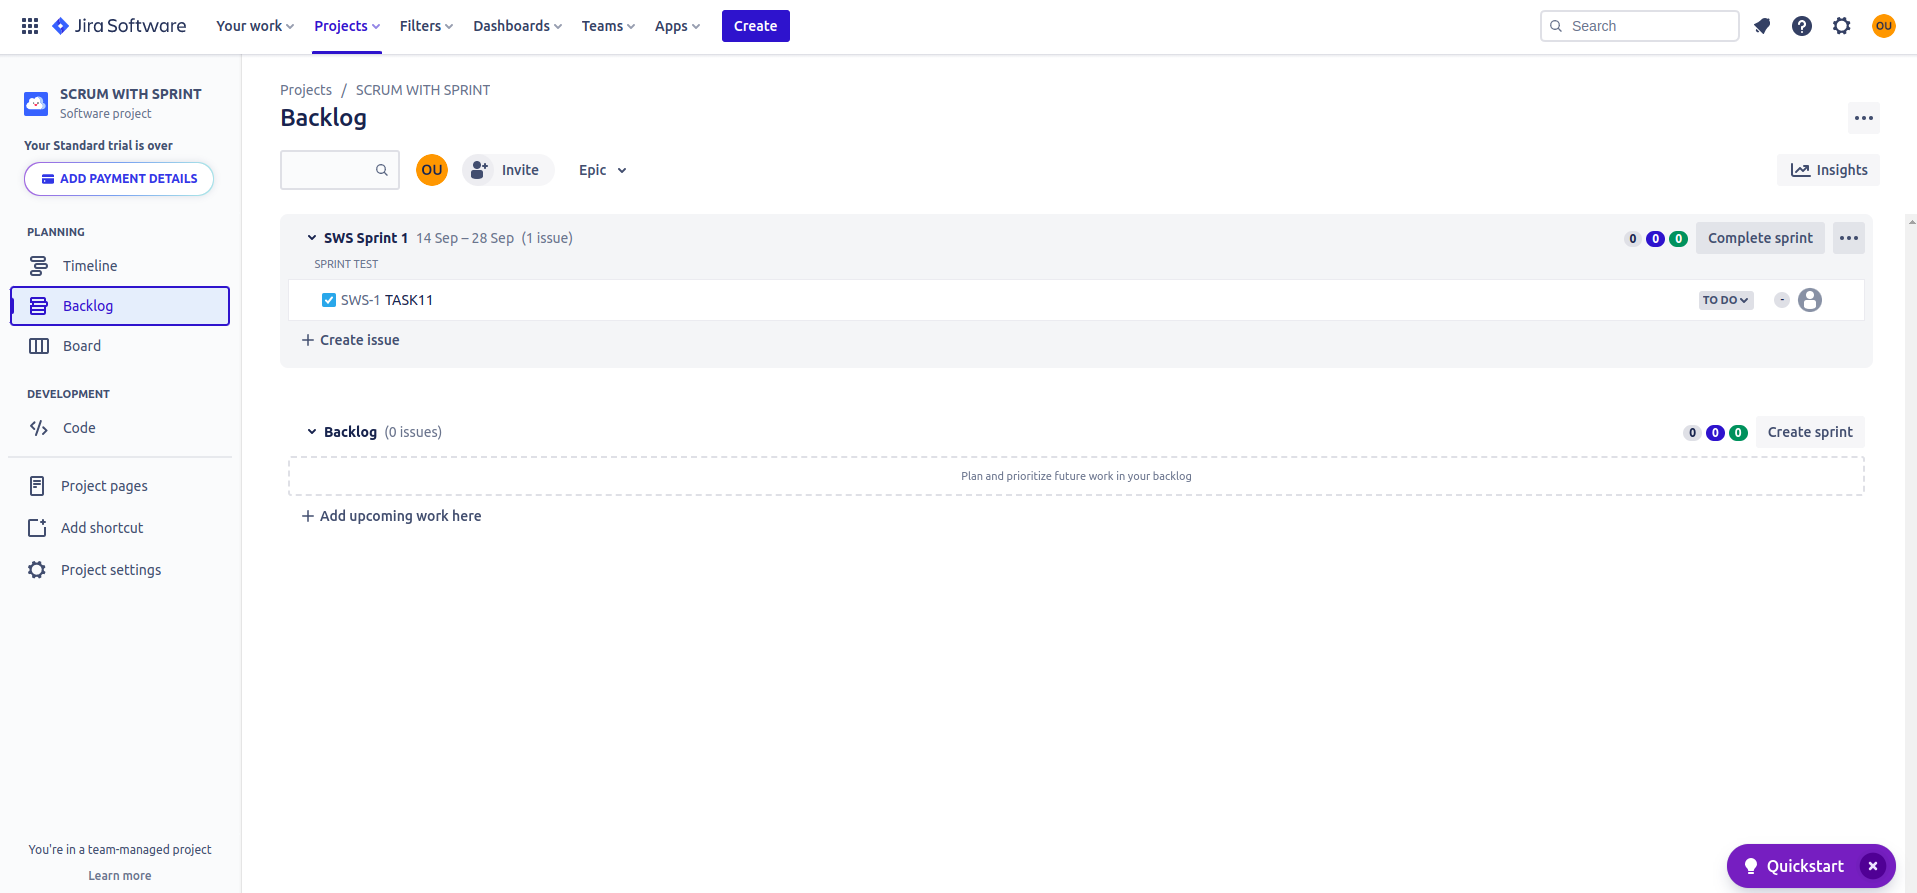 Jira Software
Your work
Projects
Filters
Dashboards
Teams
Apps
Create
Search
OU
SCRUM WITH SPRINT
Software project
Your Standard trial is over
ADD PAYMENT DETAILS
PLANNING
Timeline
Backlog
Board
DEVELOPMENT
Code
Project pages
Add shortcut
Project settings
You're in a team-managed project
Learn more
Projects / SCRUM WITH SPRINT
Backlog
OU
Invite
Epic
Insights
SWS Sprint 1 14 Sep – 28 Sep (1 issue)
0 0 0
Complete sprint
SPRINT TEST
SWS-1 TASK11
TO DO
-
+ Create issue
Backlog (0 issues)
0 0 0
Create sprint
Plan and prioritize future work in your backlog
+ Add upcoming work here
Quickstart